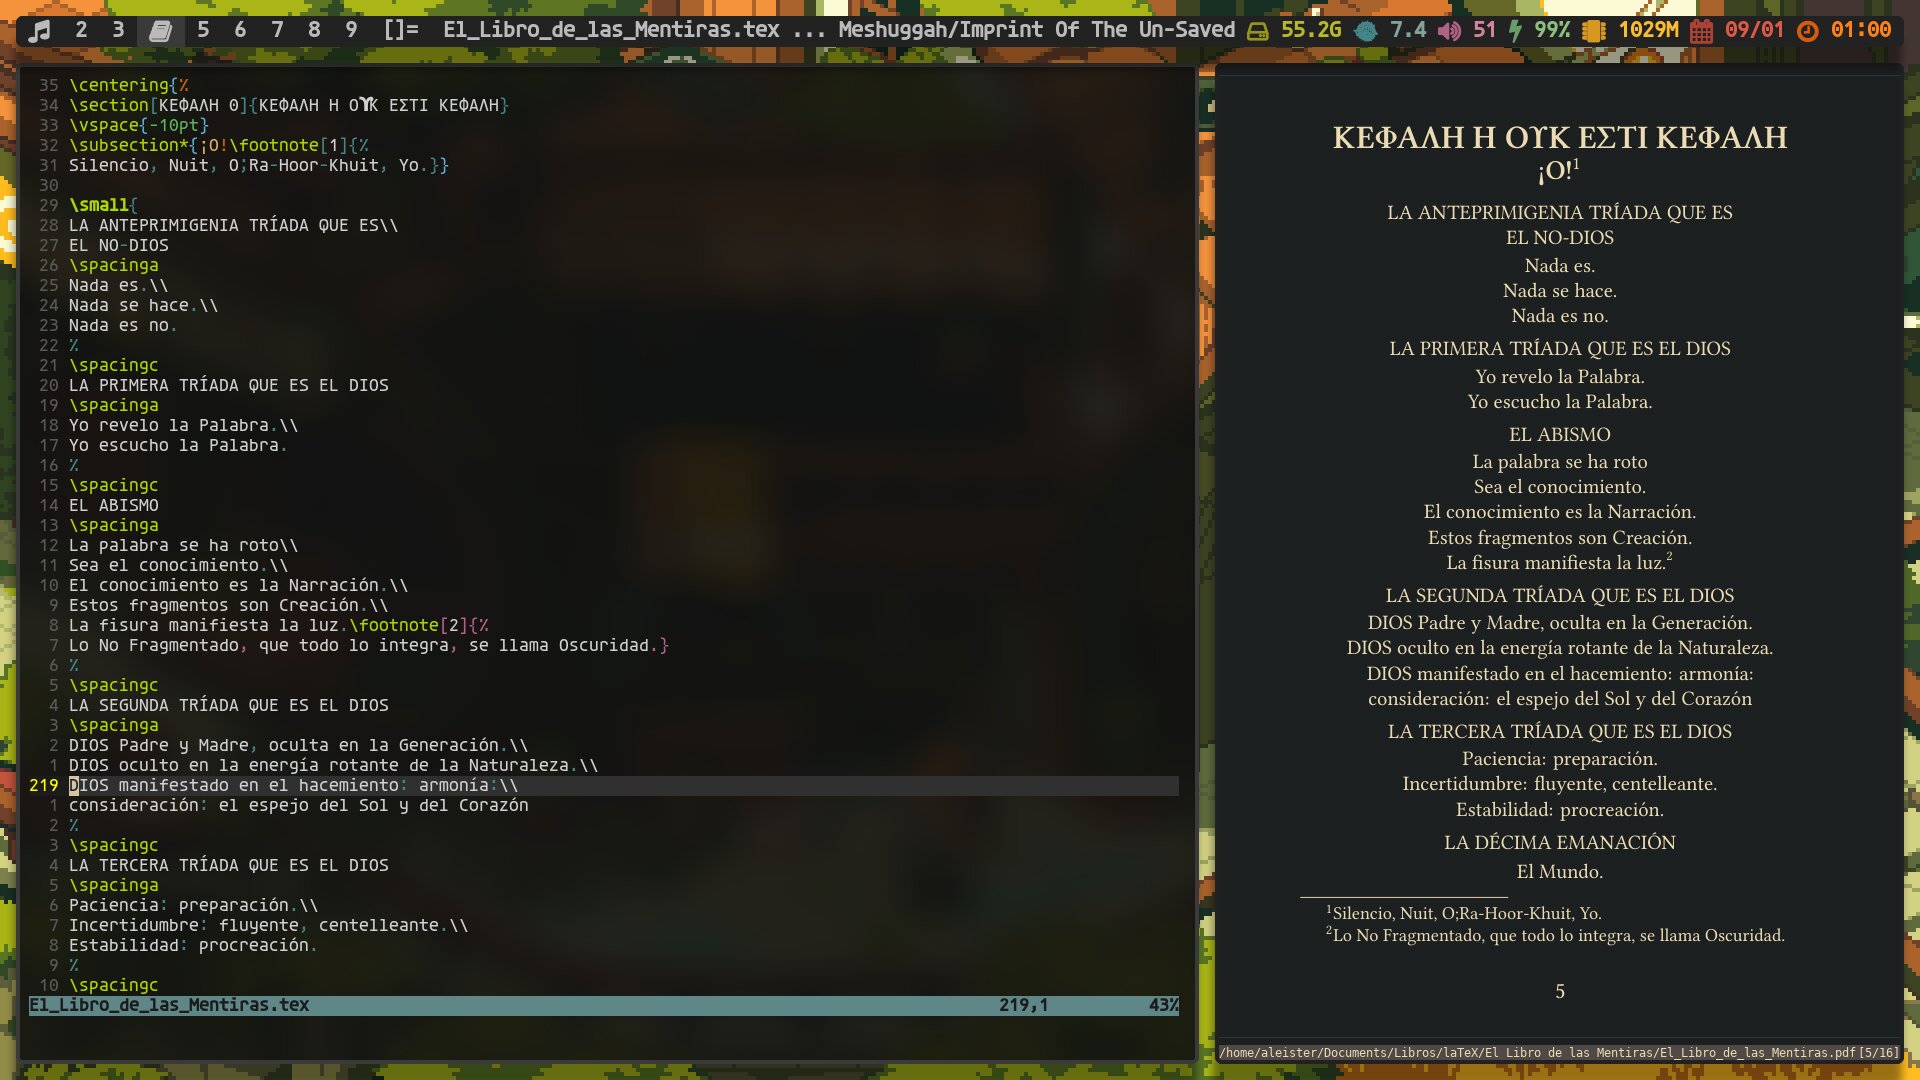 2 3 5 6 7 8 9 []= El_Libro_de_las_Mentiras.tex ... Meshuggah/Imprint Of The Un-Saved 55.2G 7.4 51 99% 1029M 09/01 01:00
35 \centering{%
34 \section[ΚΕΦΑΛΗ 0]{ΚΕΦΑΛΗ Η ΟϒΚ ΕΣΤΙ ΚΕΦΑΛΗ}
33 \vspace{-10pt}
32 \subsection*{¡O!\footnote[1]{%
31 Silencio, Nuit, O;Ra-Hoor-Khuit, Yo.}}
30
29 \small{
28 LA ANTEPRIMIGENIA TRÍADA QUE ES\\
27 EL NO-DIOS
26 \spacinga
25 Nada es.\\
24 Nada se hace.\\
23 Nada es no.
22 %
21 \spacingc
20 LA PRIMERA TRÍADA QUE ES EL DIOS
19 \spacinga
18 Yo revelo la Palabra.\\
17 Yo escucho la Palabra.
16 %
15 \spacingc
14 EL ABISMO
13 \spacinga
12 La palabra se ha roto\\
11 Sea el conocimiento.\\
10 El conocimiento es la Narración.\\
9 Estos fragmentos son Creación.\\
8 La fisura manifiesta la luz.\footnote[2]{%
7 Lo No Fragmentado, que todo lo integra, se llama Oscuridad.}
6 %
5 \spacingc
4 LA SEGUNDA TRÍADA QUE ES EL DIOS
3 \spacinga
2 DIOS Padre y Madre, oculta en la Generación.\\
1 DIOS oculto en la energía rotante de la Naturaleza.\\
219 DIOS manifestado en el hacemiento: armonía:\\
1 consideración: el espejo del Sol y del Corazón
2 %
3 \spacingc
4 LA TERCERA TRÍADA QUE ES EL DIOS
5 \spacinga
6 Paciencia: preparación.\\
7 Incertidumbre: fluyente, centelleante.\\
8 Estabilidad: procreación.
9 %
10 \spacingc
El_Libro_de_las_Mentiras.tex 219,1 43%
ΚΕΦΑΛΗ Η ΟϒΚ ΕΣΤΙ ΚΕΦΑΛΗ
¡O!1
LA ANTEPRIMIGENIA TRÍADA QUE ES
EL NO-DIOS
Nada es.
Nada se hace.
Nada es no.
LA PRIMERA TRÍADA QUE ES EL DIOS
Yo revelo la Palabra.
Yo escucho la Palabra.
EL ABISMO
La palabra se ha roto
Sea el conocimiento.
El conocimiento es la Narración.
Estos fragmentos son Creación.
La fisura manifiesta la luz.2
LA SEGUNDA TRÍADA QUE ES EL DIOS
DIOS Padre y Madre, oculta en la Generación.
DIOS oculto en la energía rotante de la Naturaleza.
DIOS manifestado en el hacemiento: armonía:
consideración: el espejo del Sol y del Corazón
LA TERCERA TRÍADA QUE ES EL DIOS
Paciencia: preparación.
Incertidumbre: fluyente, centelleante.
Estabilidad: procreación.
LA DÉCIMA EMANACIÓN
El Mundo.
1Silencio, Nuit, O;Ra-Hoor-Khuit, Yo.
2Lo No Fragmentado, que todo lo integra, se llama Oscuridad.
5
/home/aleister/Documents/Libros/laTeX/El Libro de las Mentiras/El_Libro_de_las_Mentiras.pdf [5/16]